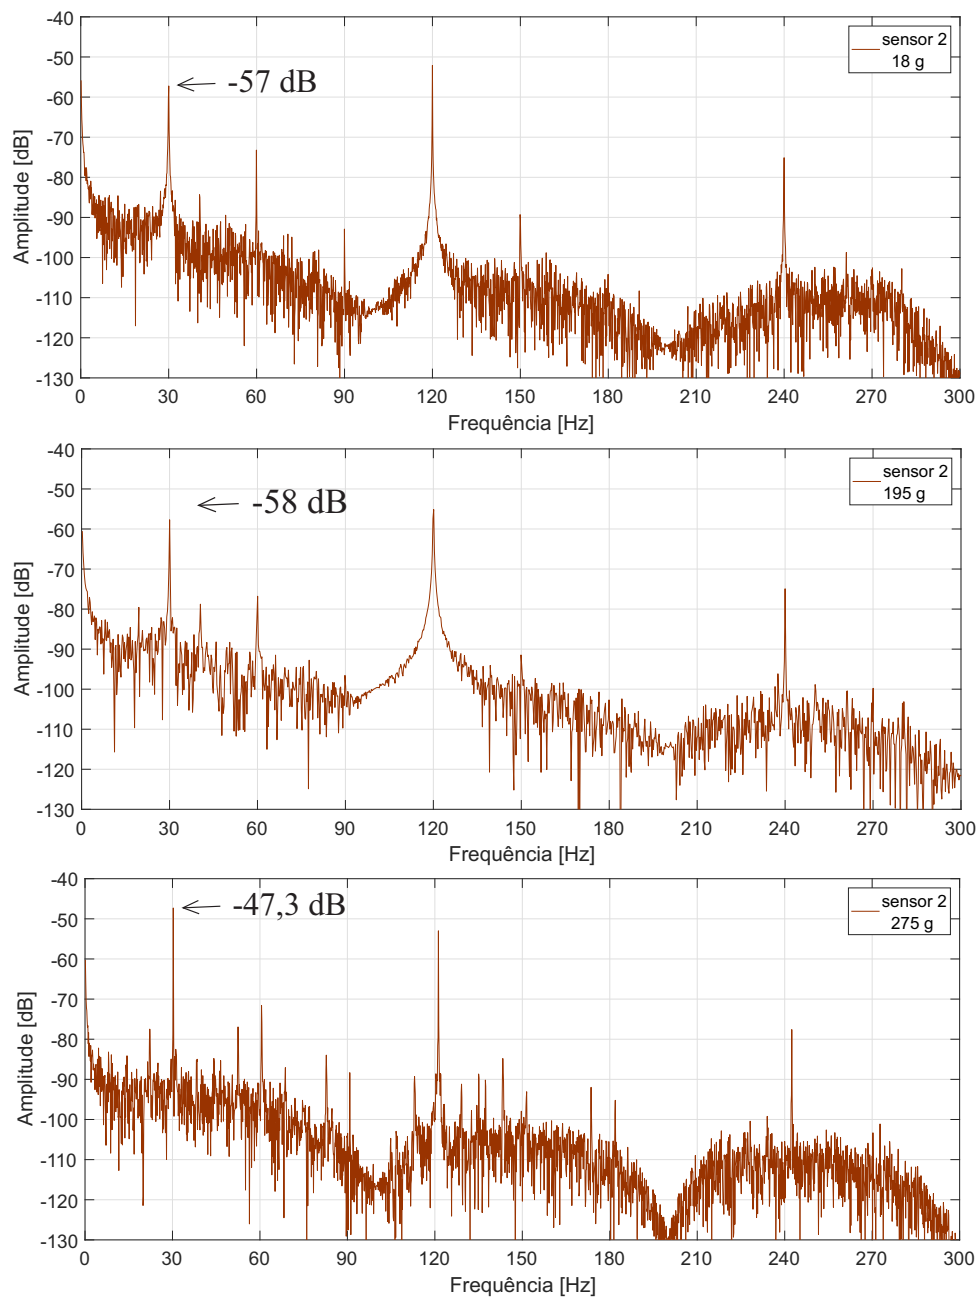 -40
-50
-60
-70
-80
-90
-100
-110
-120
-130
Amplitude [dB]
-57 dB
sensor 2
18 g
0 30 60 90 120 150 180 210 240 270 300
Frequência [Hz]
-40
-50
-60
-70
-80
-90
-100
-110
-120
-130
Amplitude [dB]
-58 dB
sensor 2
195 g
0 30 60 90 120 150 180 210 240 270 300
Frequência [Hz]
-40
-50
-60
-70
-80
-90
-100
-110
-120
-130
Amplitude [dB]
-47,3 dB
sensor 2
275 g
0 30 60 90 120 150 180 210 240 270 300
Frequência [Hz]